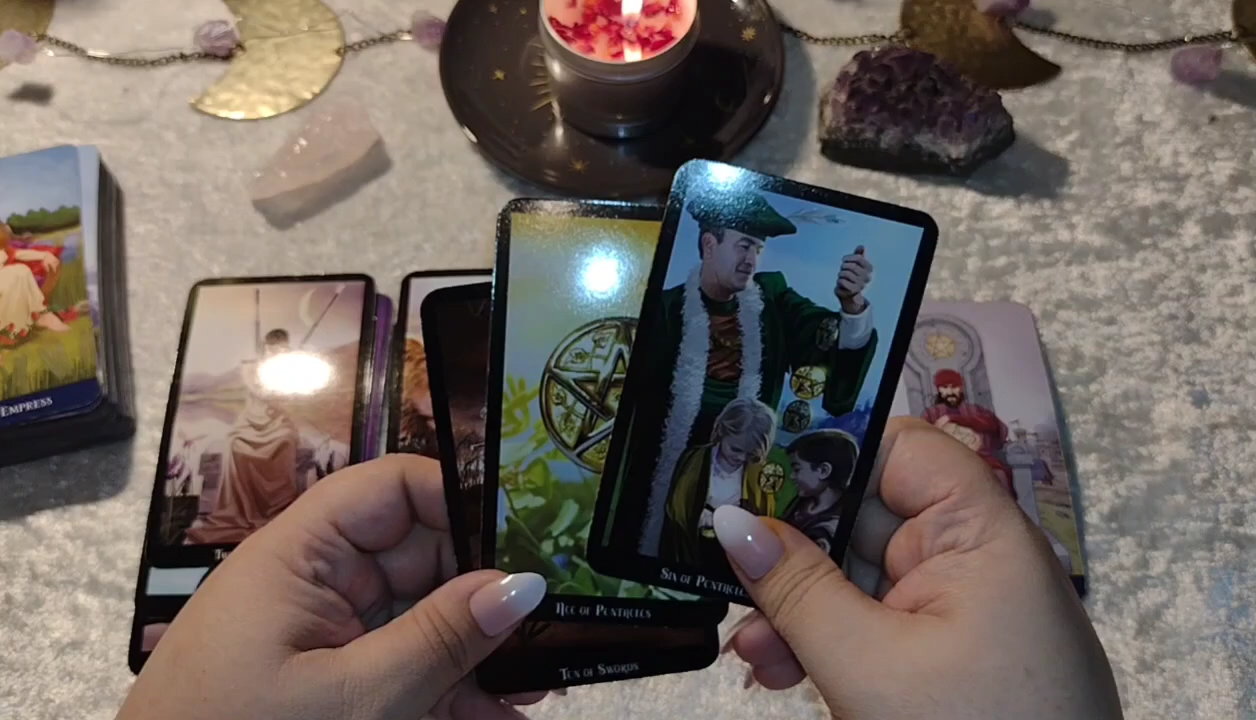 EMPRESS
SIX OF PENTACLES
ACE OF PENTACLES
TEN OF SWORDS